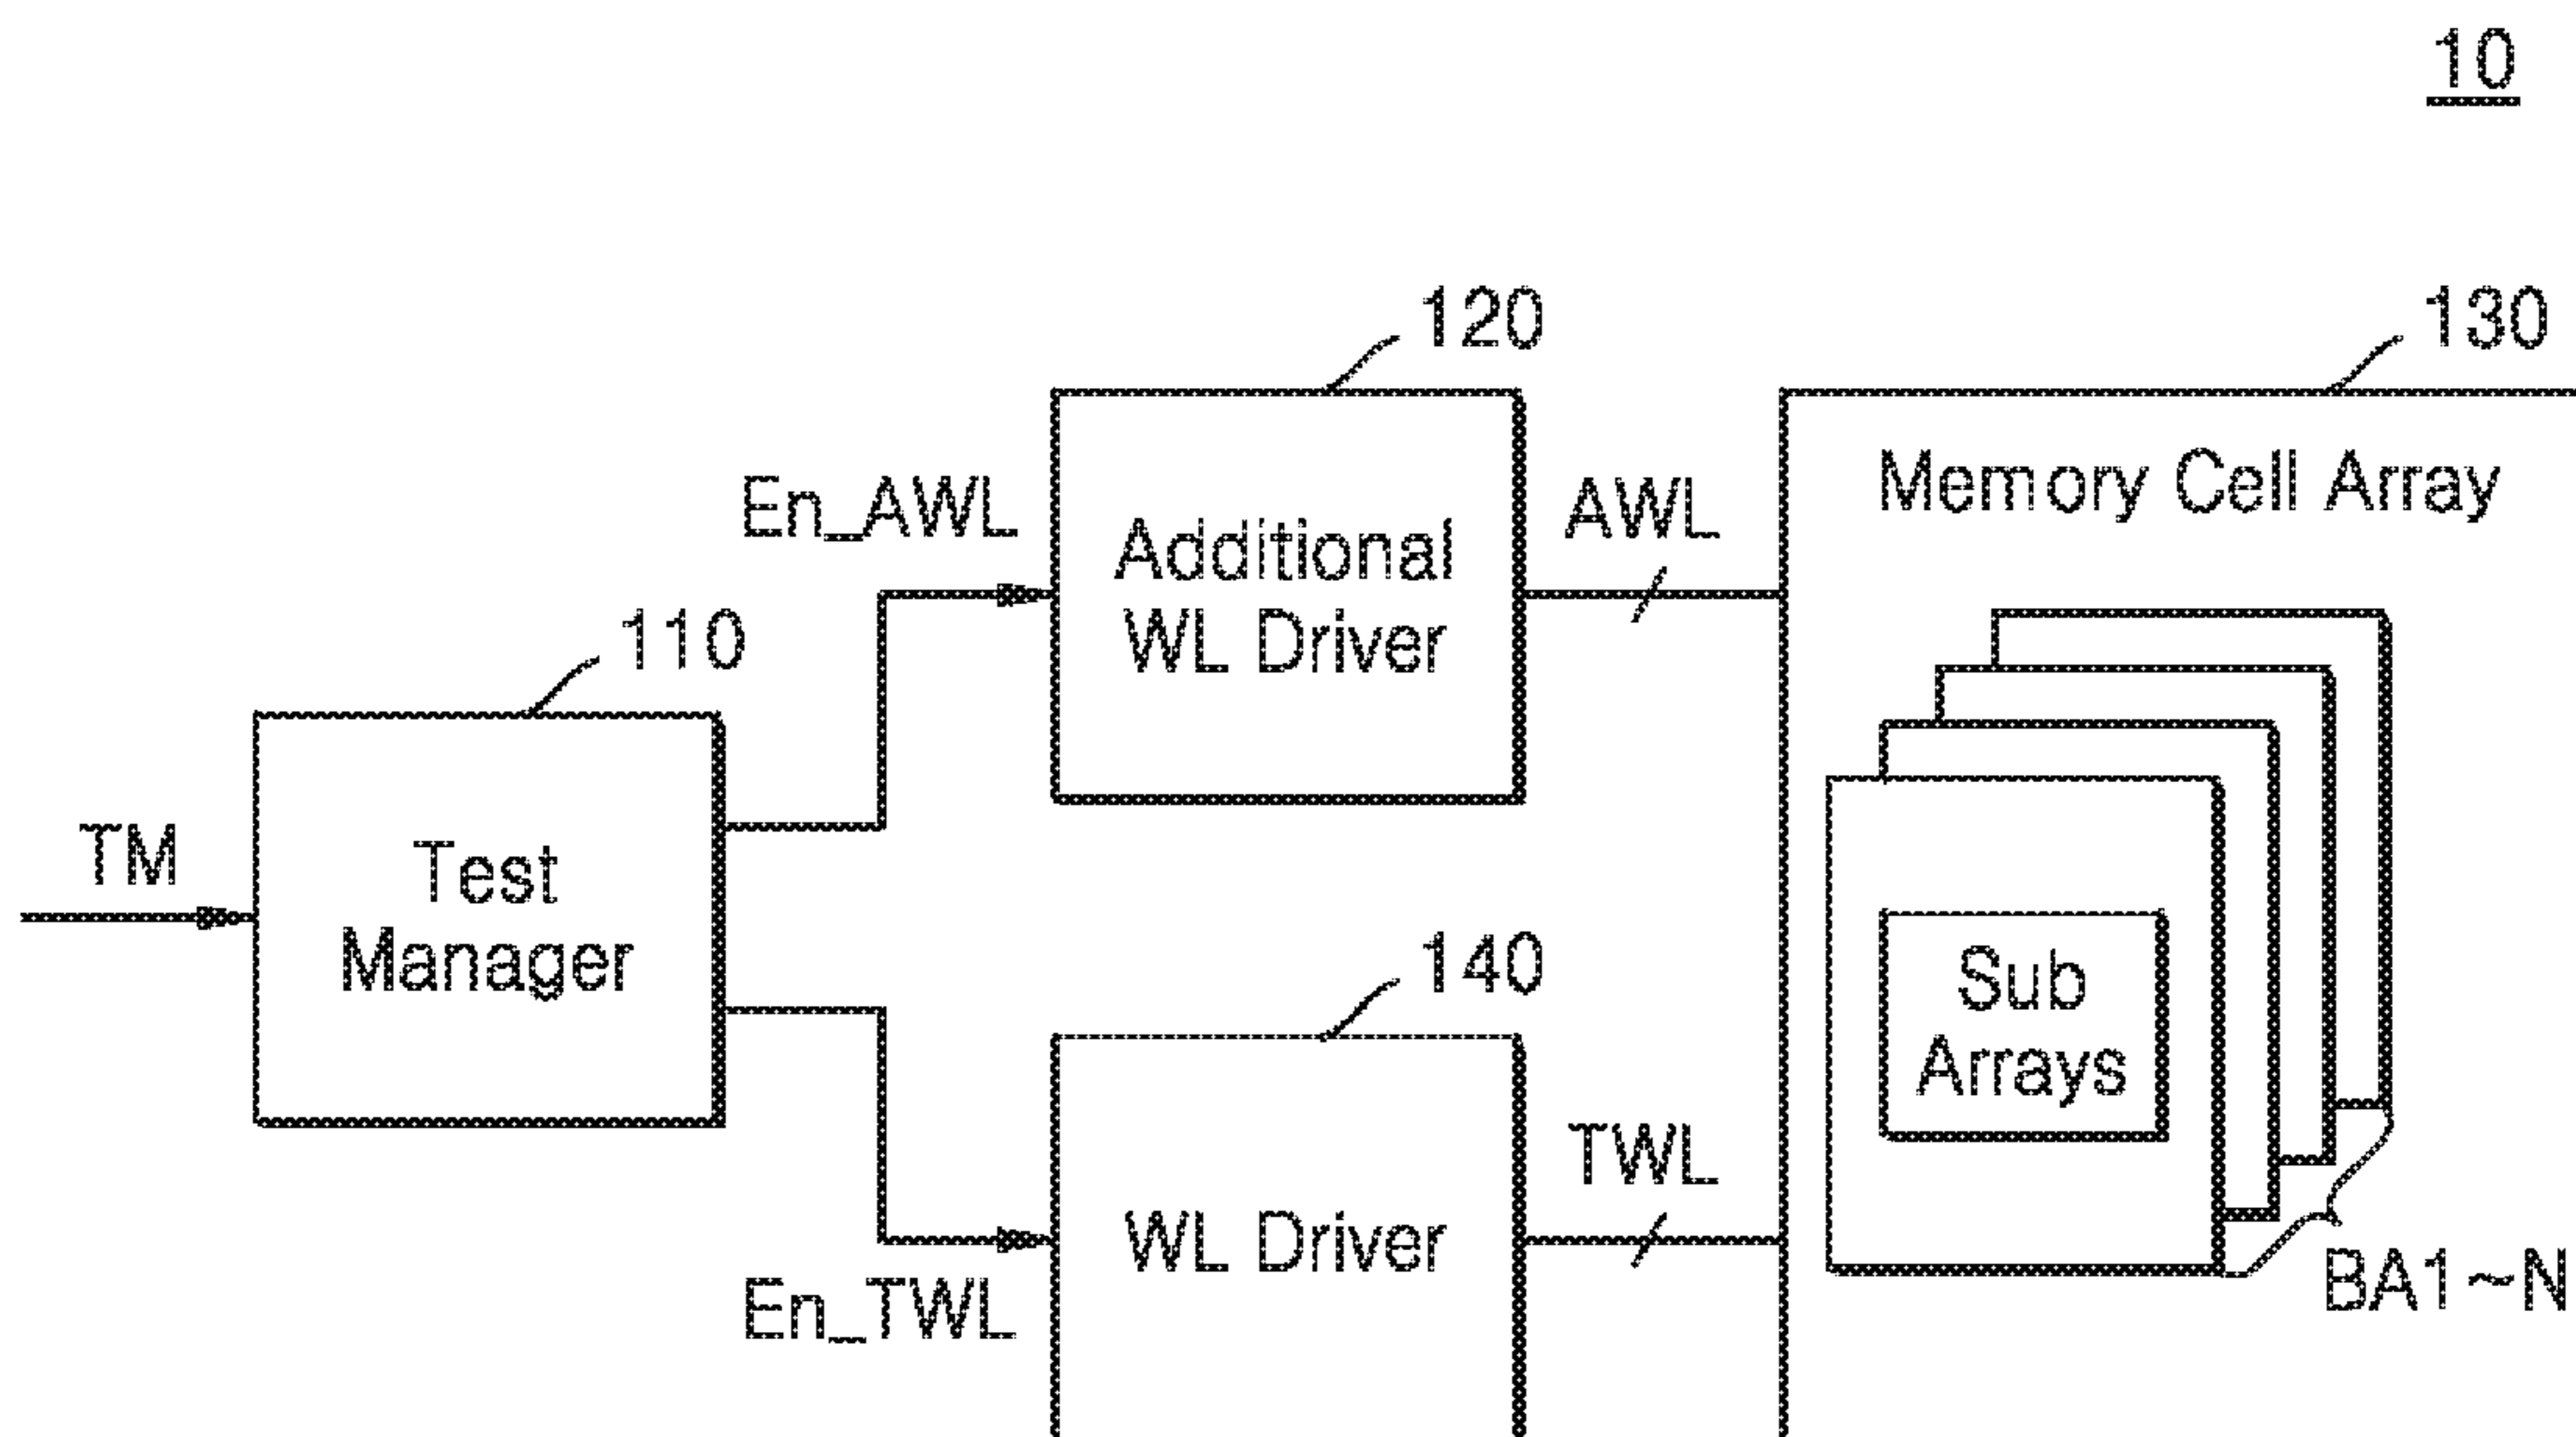 10
120
130
Memory Cell Array
En_AWL
Additional
WL Driver
AWL
110
TM
Test
Manager
140
Sub
Arrays
TWL
WL Driver
En_TWL
BA1~N